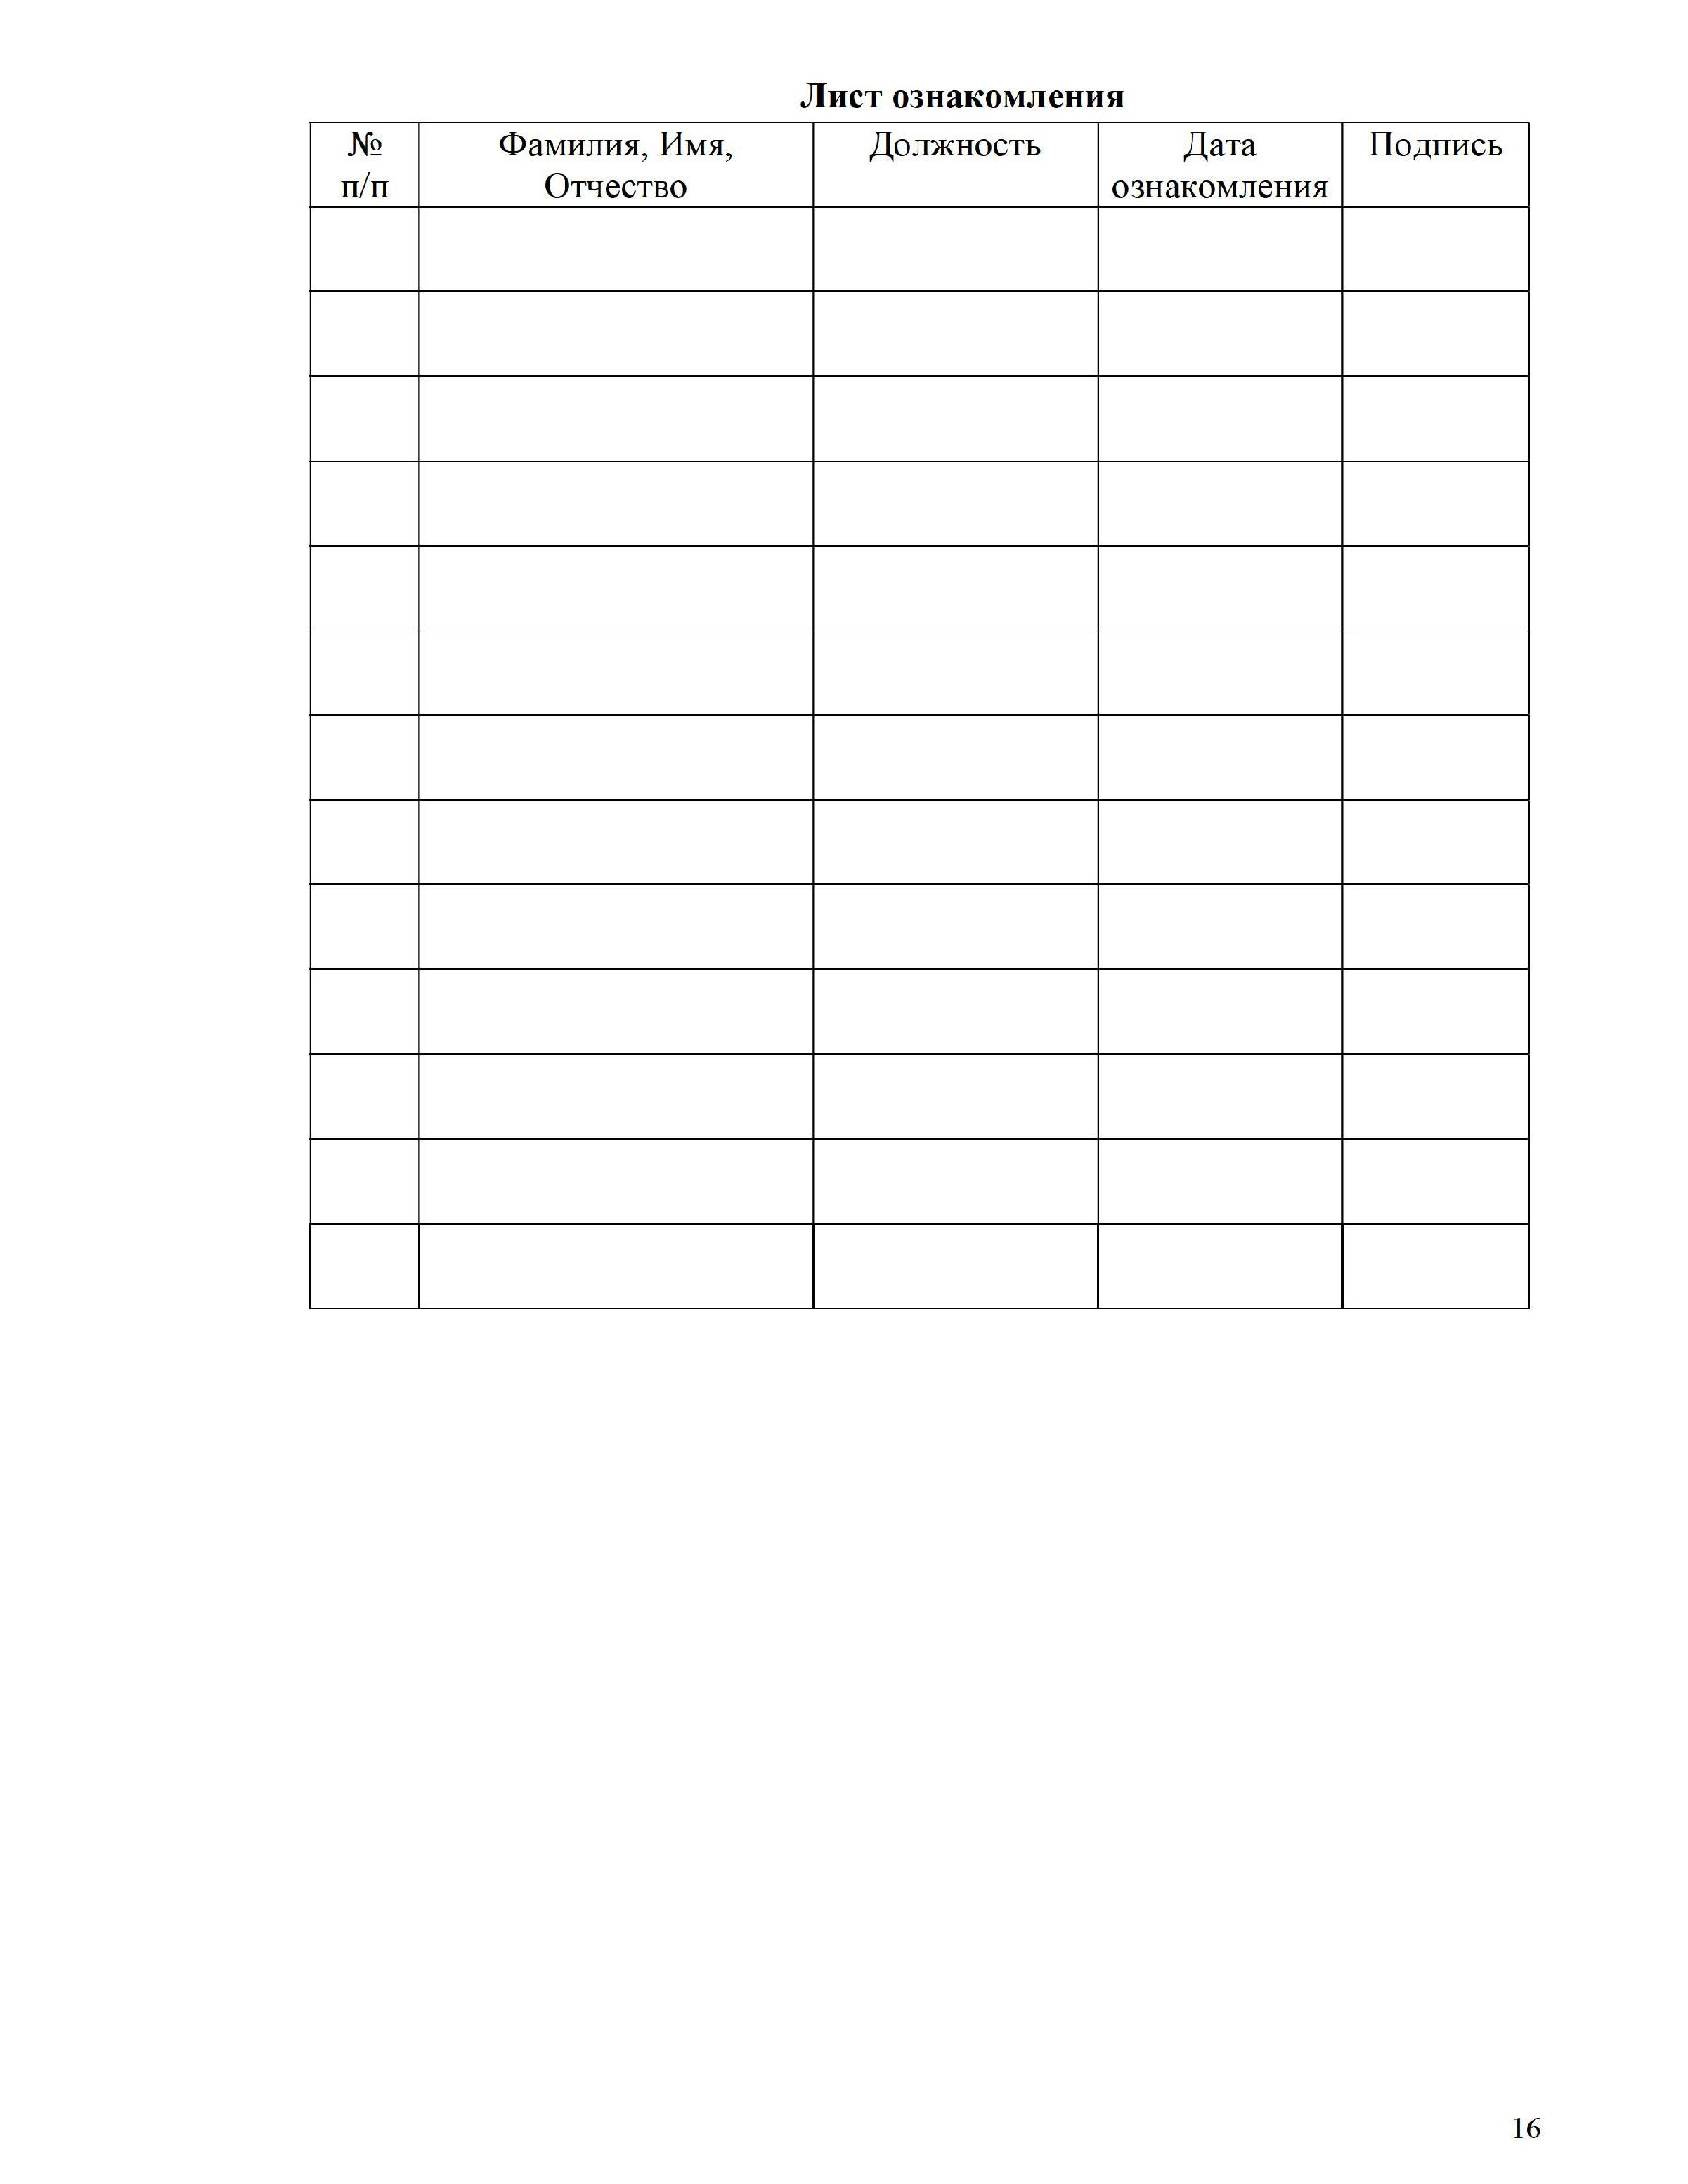 Лист ознакомления
№ п/п
Фамилия, Имя, Отчество
Должность
Дата ознакомления
Подпись
16